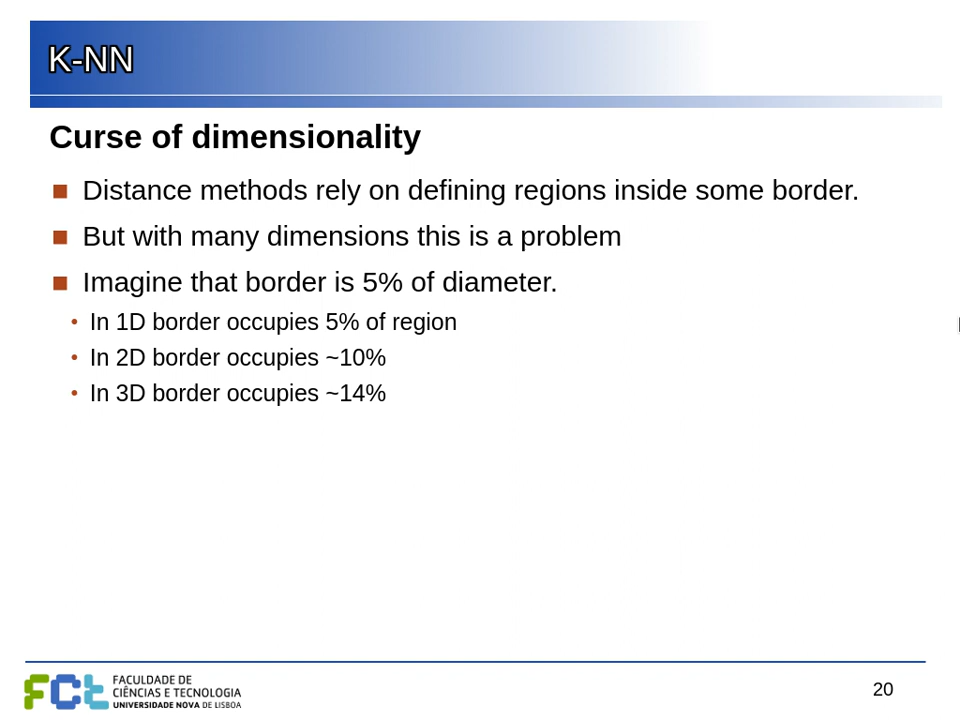 K-NN
Curse of dimensionality
Distance methods rely on defining regions inside some border.
But with many dimensions this is a problem
Imagine that border is 5% of diameter.
In 1D border occupies 5% of region
In 2D border occupies ~10%
In 3D border occupies ~14%
FCT
FACULDADE DE
CIÊNCIAS E TECNOLOGIA
UNIVERSIDADE NOVA DE LISBOA
20